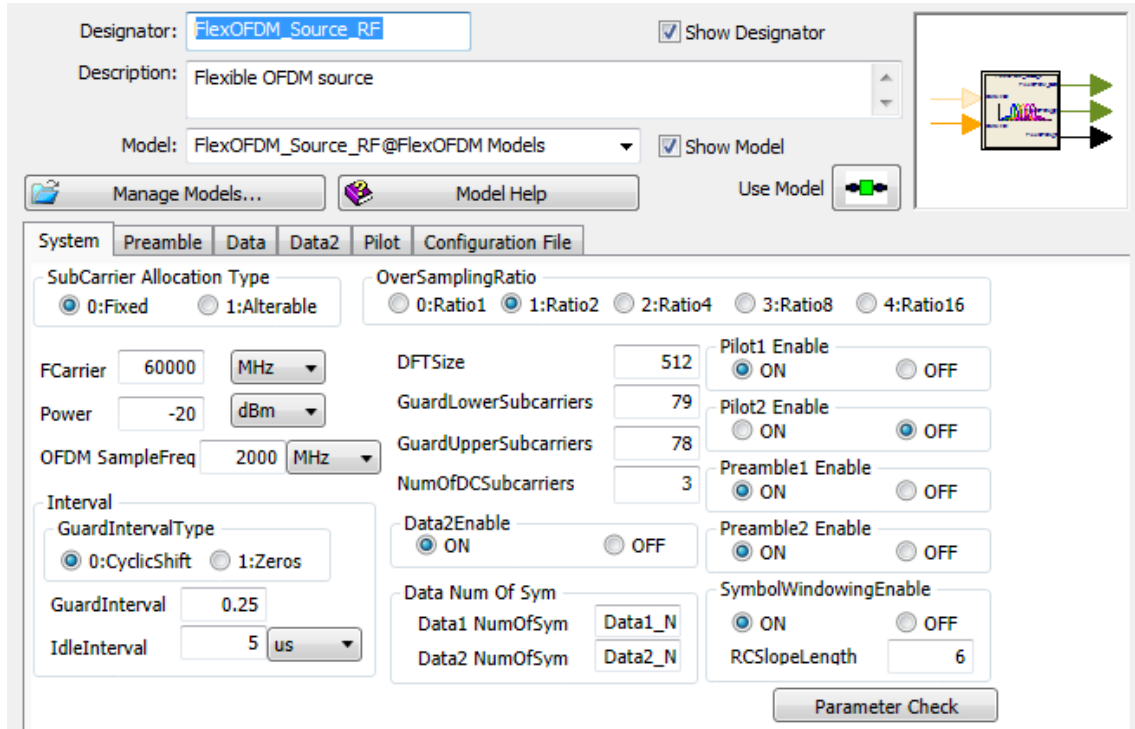 Designator: FlexOFDM_Source_RF Show Designator
Description: Flexible OFDM source
Model: FlexOFDM_Source_RF@FlexOFDM Models Show Model
Manage Models... Model Help Use Model
System Preamble Data Data2 Pilot Configuration File
SubCarrier Allocation Type OverSamplingRatio
0:Fixed 1:Alterable 0:Ratio1 1:Ratio2 2:Ratio4 3:Ratio8 4:Ratio16
FCarrier 60000 MHz DFTSize 512 Pilot1 Enable
ON OFF
Power -20 dBm GuardLowerSubcarriers 79 Pilot2 Enable
ON OFF
OFDM SampleFreq 2000 MHz GuardUpperSubcarriers 78
Preamble1 Enable
NumOfDCSubcarriers 3 ON OFF
Interval
GuardIntervalType Data2Enable Preamble2 Enable
0:CyclicShift 1:Zeros ON OFF ON OFF
GuardInterval 0.25 Data Num Of Sym SymbolWindowingEnable
Data1 NumOfSym Data1_N ON OFF
IdleInterval 5 us Data2 NumOfSym Data2_N RCSlopeLength 6
Parameter Check